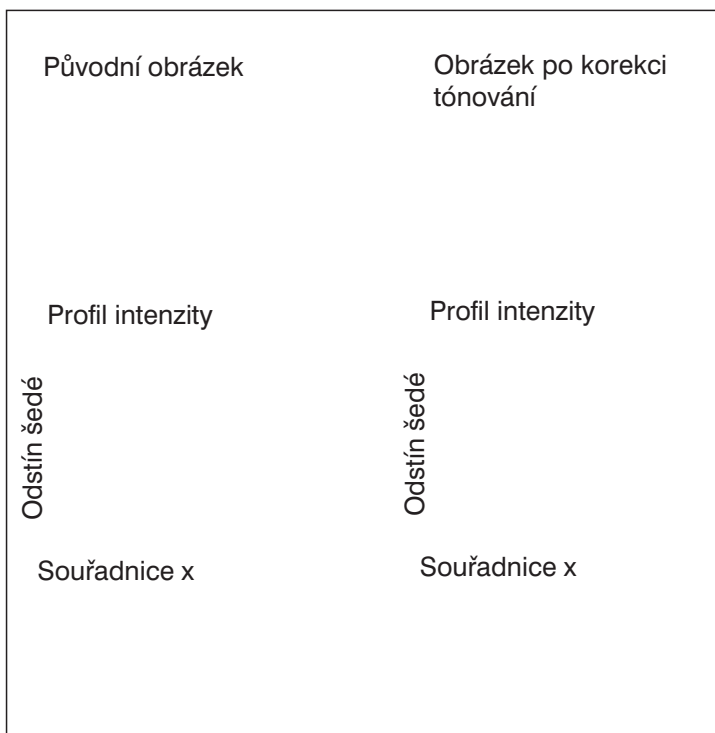 Původní obrázek
Obrázek po korekci
tónování
Profil intenzity
Profil intenzity
Odstín šedé
Odstín šedé
Souřadnice x
Souřadnice x